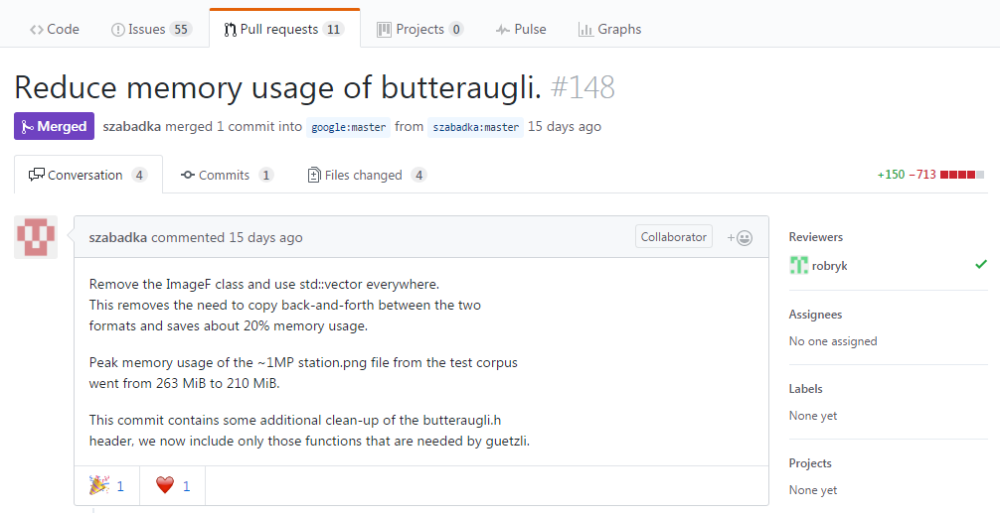 Code Issues 55 Pull requests 11 Projects 0 Pulse Graphs
Reduce memory usage of butteraugli. #148
Merged szabadka merged 1 commit into google:master from szabadka:master 15 days ago
Conversation 4 Commits 1 Files changed 4 +150 −713
szabadka commented 15 days ago Collaborator +
Remove the ImageF class and use std::vector everywhere.
This removes the need to copy back-and-forth between the two
formats and saves about 20% memory usage.
Peak memory usage of the ~1MP station.png file from the test corpus
went from 263 MiB to 210 MiB.
This commit contains some additional clean-up of the butteraugli.h
header, we now include only those functions that are needed by guetzli.
1 1
Reviewers
robryk
Assignees
No one assigned
Labels
None yet
Projects
None yet